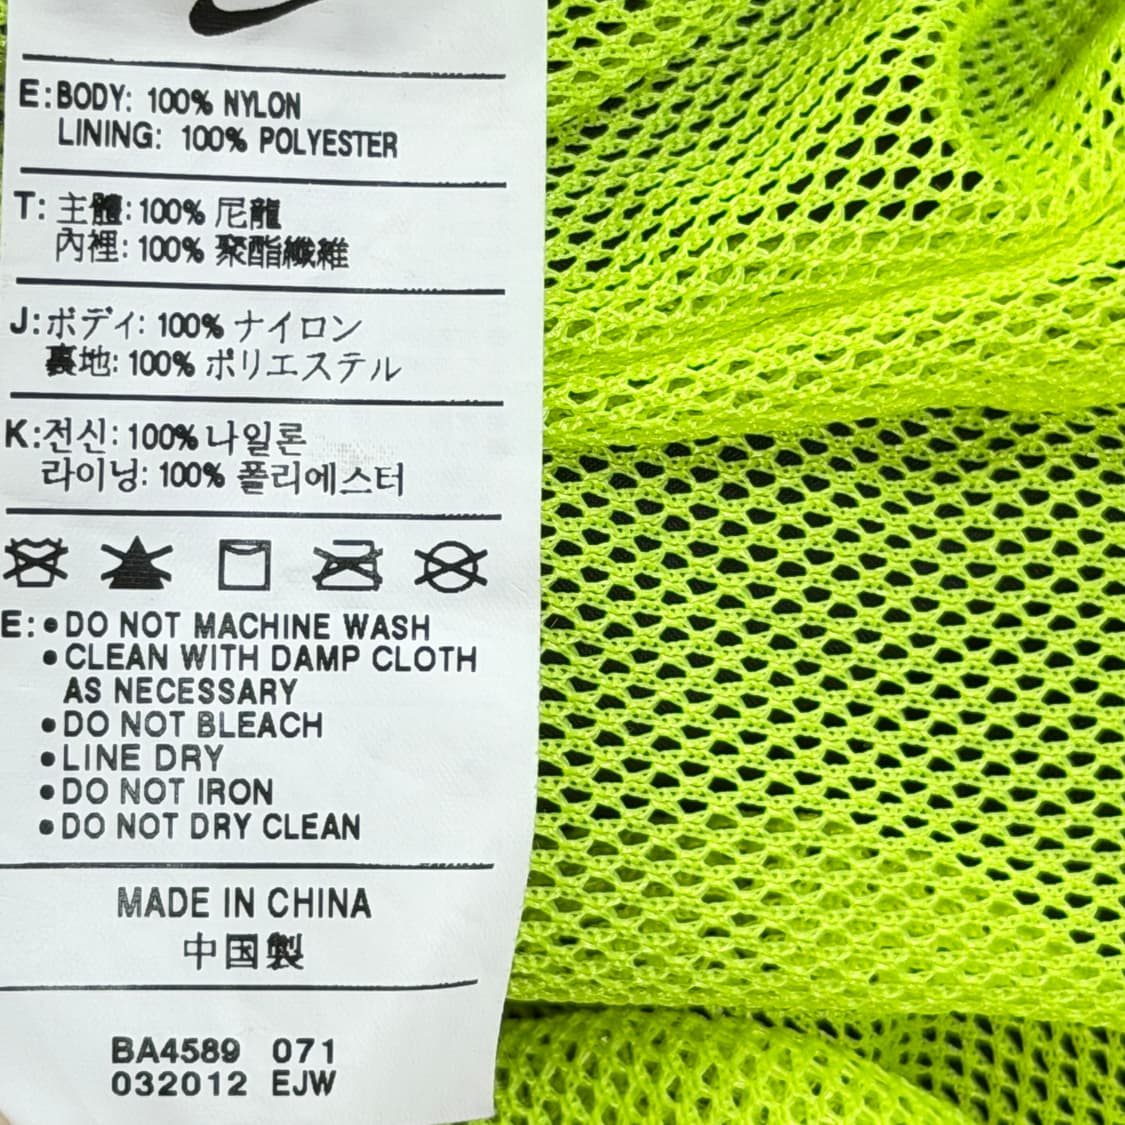 E: BODY: 100% NYLON
LINING: 100% POLYESTER
T: 主體: 100% 尼龍
內裡: 100% 聚酯纖維
J: ボディ: 100% ナイロン
裏地: 100% ポリエステル
K: 전신: 100% 나일론
라이닝: 100% 폴리에스터
E: • DO NOT MACHINE WASH
• CLEAN WITH DAMP CLOTH
AS NECESSARY
• DO NOT BLEACH
• LINE DRY
• DO NOT IRON
• DO NOT DRY CLEAN
MADE IN CHINA
中国製
BA4589 071
032012 EJW